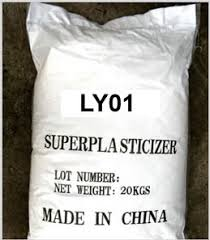 LY01
SUPERPLASTICIZER
LOT NUMBER:
NET WEIGHT: 20KGS
MADE IN CHINA